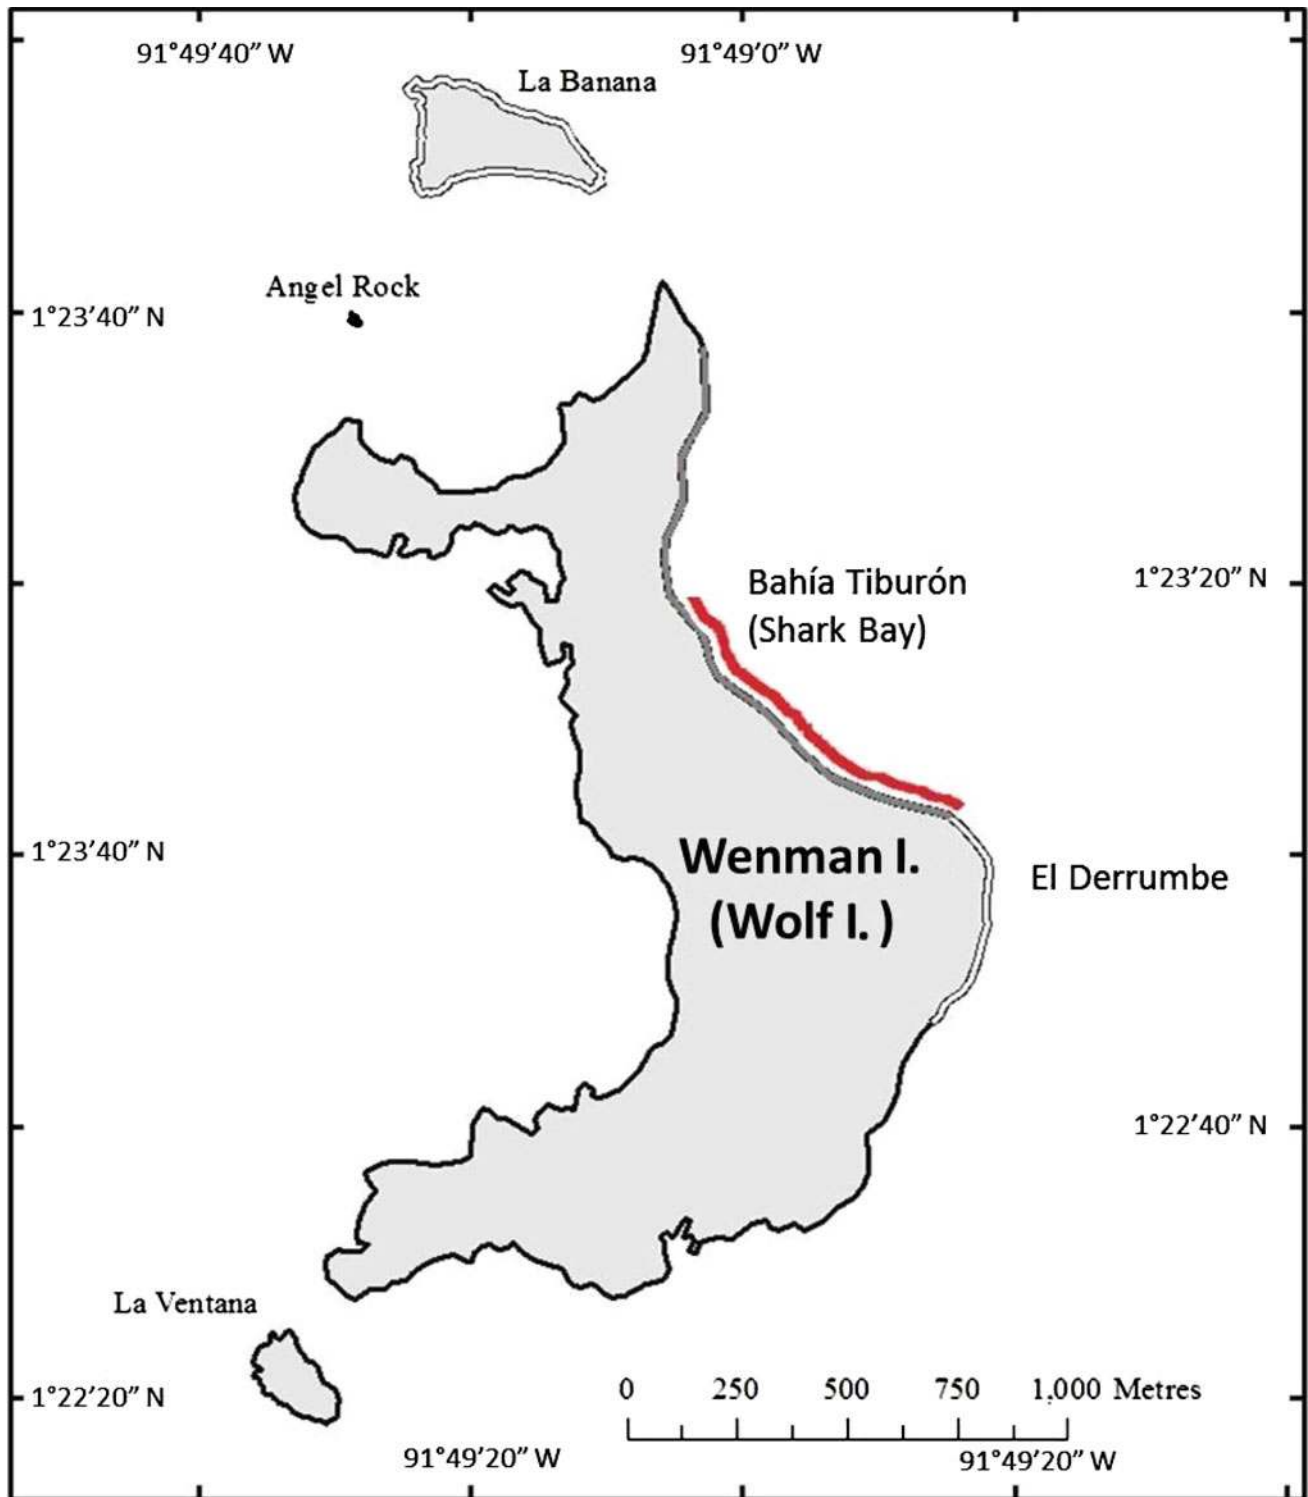 91°49'40” W
91°49'0” W
La Banana
Angel Rock
1°23'40” N
Bahía Tiburón
(Shark Bay)
1°23'20” N
1°23'40” N
Wenman I.
(Wolf I. )
El Derrumbe
1°22'40” N
La Ventana
1°22'20” N
0 250 500 750 1,000 Metres
91°49'20” W
91°49'20” W